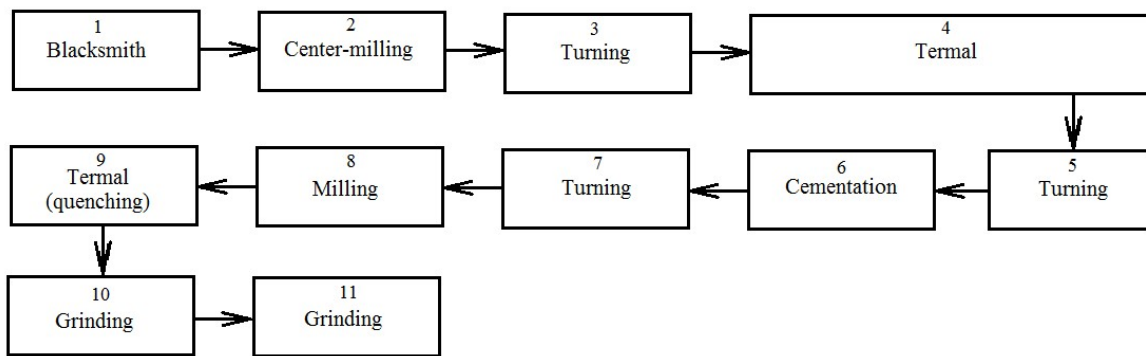 1
Blacksmith
2
Center-milling
3
Turning
4
Termal
5
Turning
6
Cementation
7
Turning
8
Milling
9
Termal
(quenching)
10
Grinding
11
Grinding